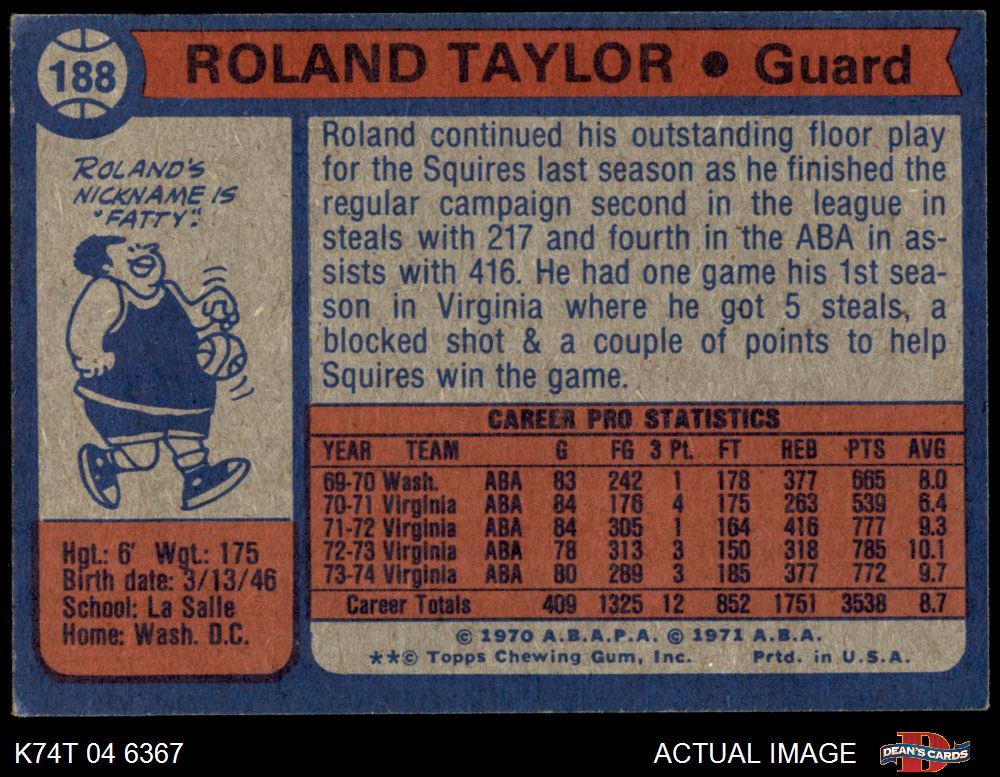 188
ROLAND TAYLOR • Guard
ROLAND'S
NICKNAME IS
"FATTY".
Roland continued his outstanding floor play
for the Squires last season as he finished the
regular campaign second in the league in
steals with 217 and fourth in the ABA in as-
sists with 416. He had one game his 1st sea-
son in Virginia where he got 5 steals, a
blocked shot & a couple of points to help
Squires win the game.
Hgt.: 6' Wgt.: 175
Birth date: 3/13/46
School: La Salle
Home: Wash. D.C.
CAREER PRO STATISTICS
YEAR TEAM G FG 3 Pt. FT REB PTS AVG
69-70 Wash. ABA 83 242 1 178 377 665 8.0
70-71 Virginia ABA 84 176 4 175 263 539 6.4
71-72 Virginia ABA 84 305 1 164 416 777 9.3
72-73 Virginia ABA 78 313 3 150 318 785 10.1
73-74 Virginia ABA 80 289 3 185 377 772 9.7
Career Totals 409 1325 12 852 1751 3538 8.7
© 1970 A.B.A.P.A. © 1971 A.B.A.
**© Topps Chewing Gum, Inc. Prtd. in U.S.A.
K74T 04 6367
ACTUAL IMAGE
D
DEAN'S CARDS